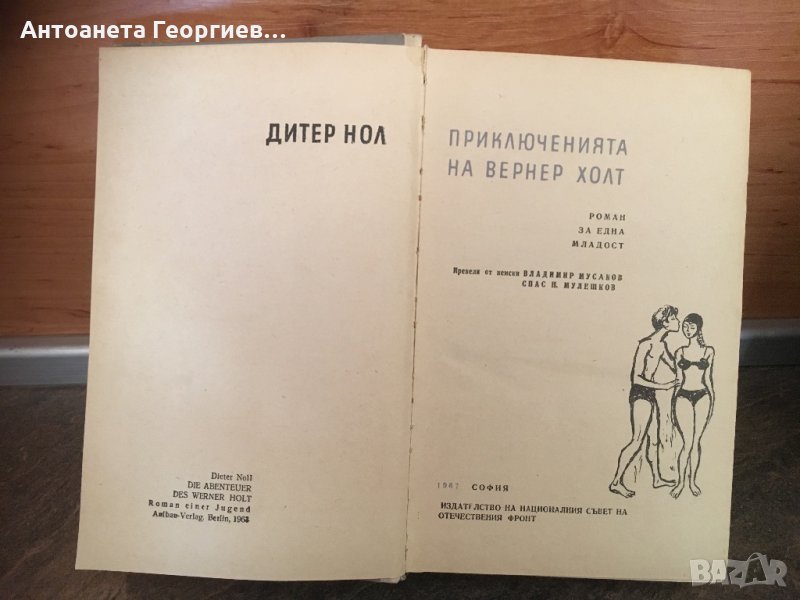 Антоанета Георгиев...
ДИТЕР НОЛ
Dieter Noll
DIE ABENTEUER
DES WERNER HOLT
Roman einer Jugend
Aufbau-Verlag, Berlin, 1963
ПРИКЛЮЧЕНИЯТА
НА ВЕРНЕР ХОЛТ
РОМАН
ЗА ЕДНА
МЛАДОСТ
Превели от немски ВЛАДИМИР МУСАКОВ
СПАС Н. МУЛЕШКОВ
1967 СОФИЯ
ИЗДАТЕЛСТВО НА НАЦИОНАЛНИЯ СЪВЕТ НА
ОТЕЧЕСТВЕНИЯ ФРОНТ
BAZAR